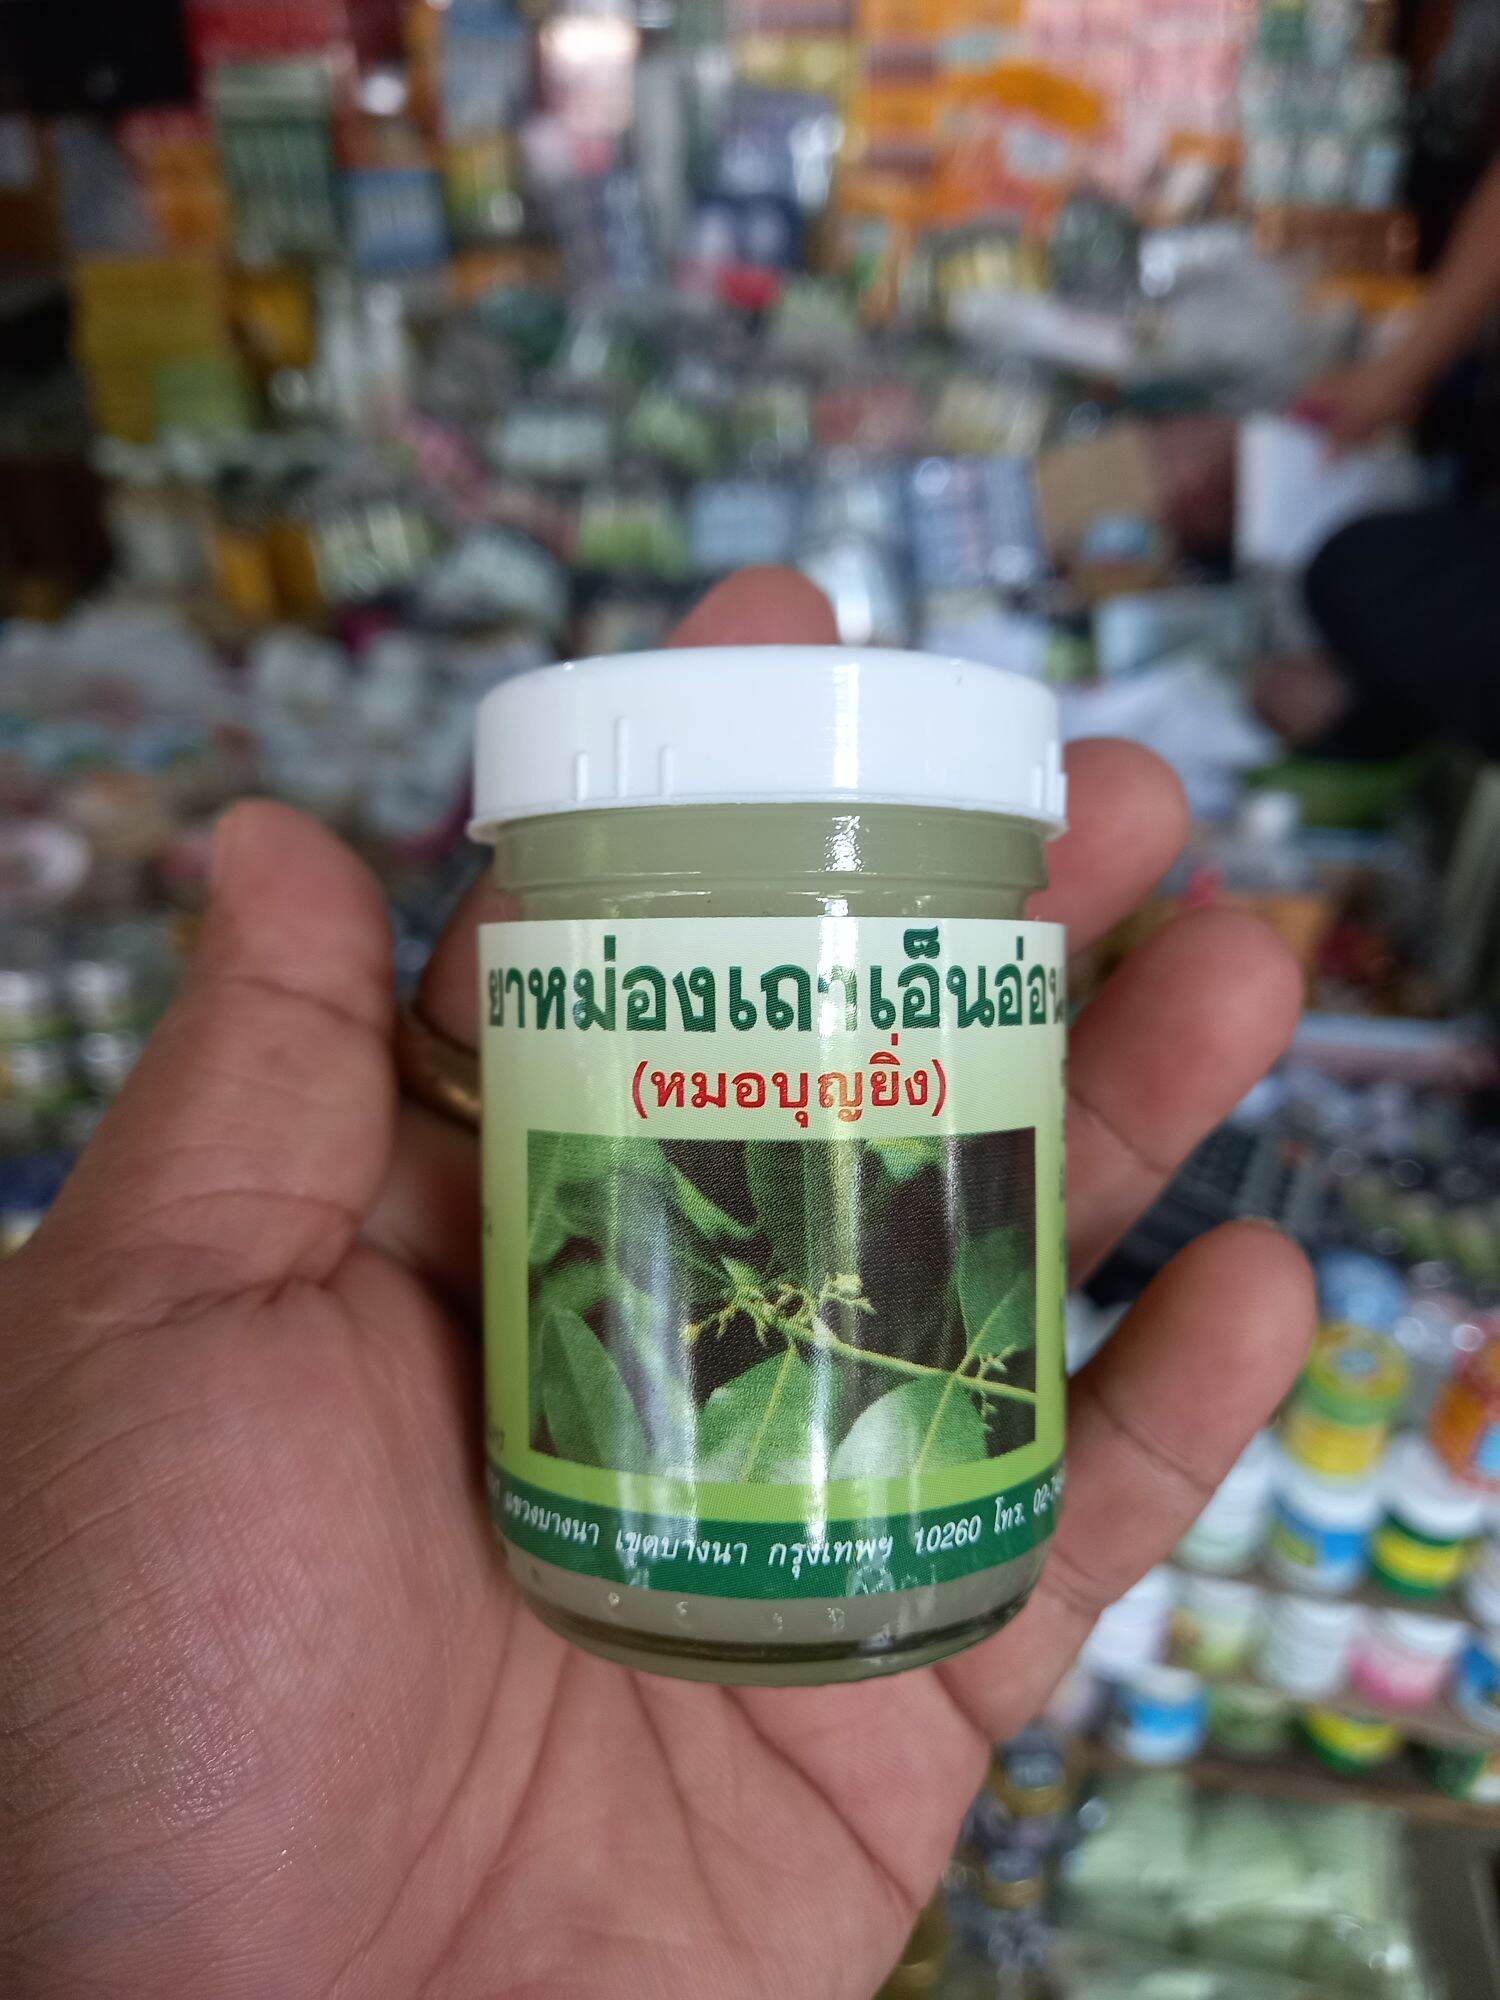 ยาหม่องเถาเอ็นอ่อน
(หมอบุญยิ่ง)
แขวงบางนา เขตบางนา กรุงเทพฯ 10260 โทร. 02-74